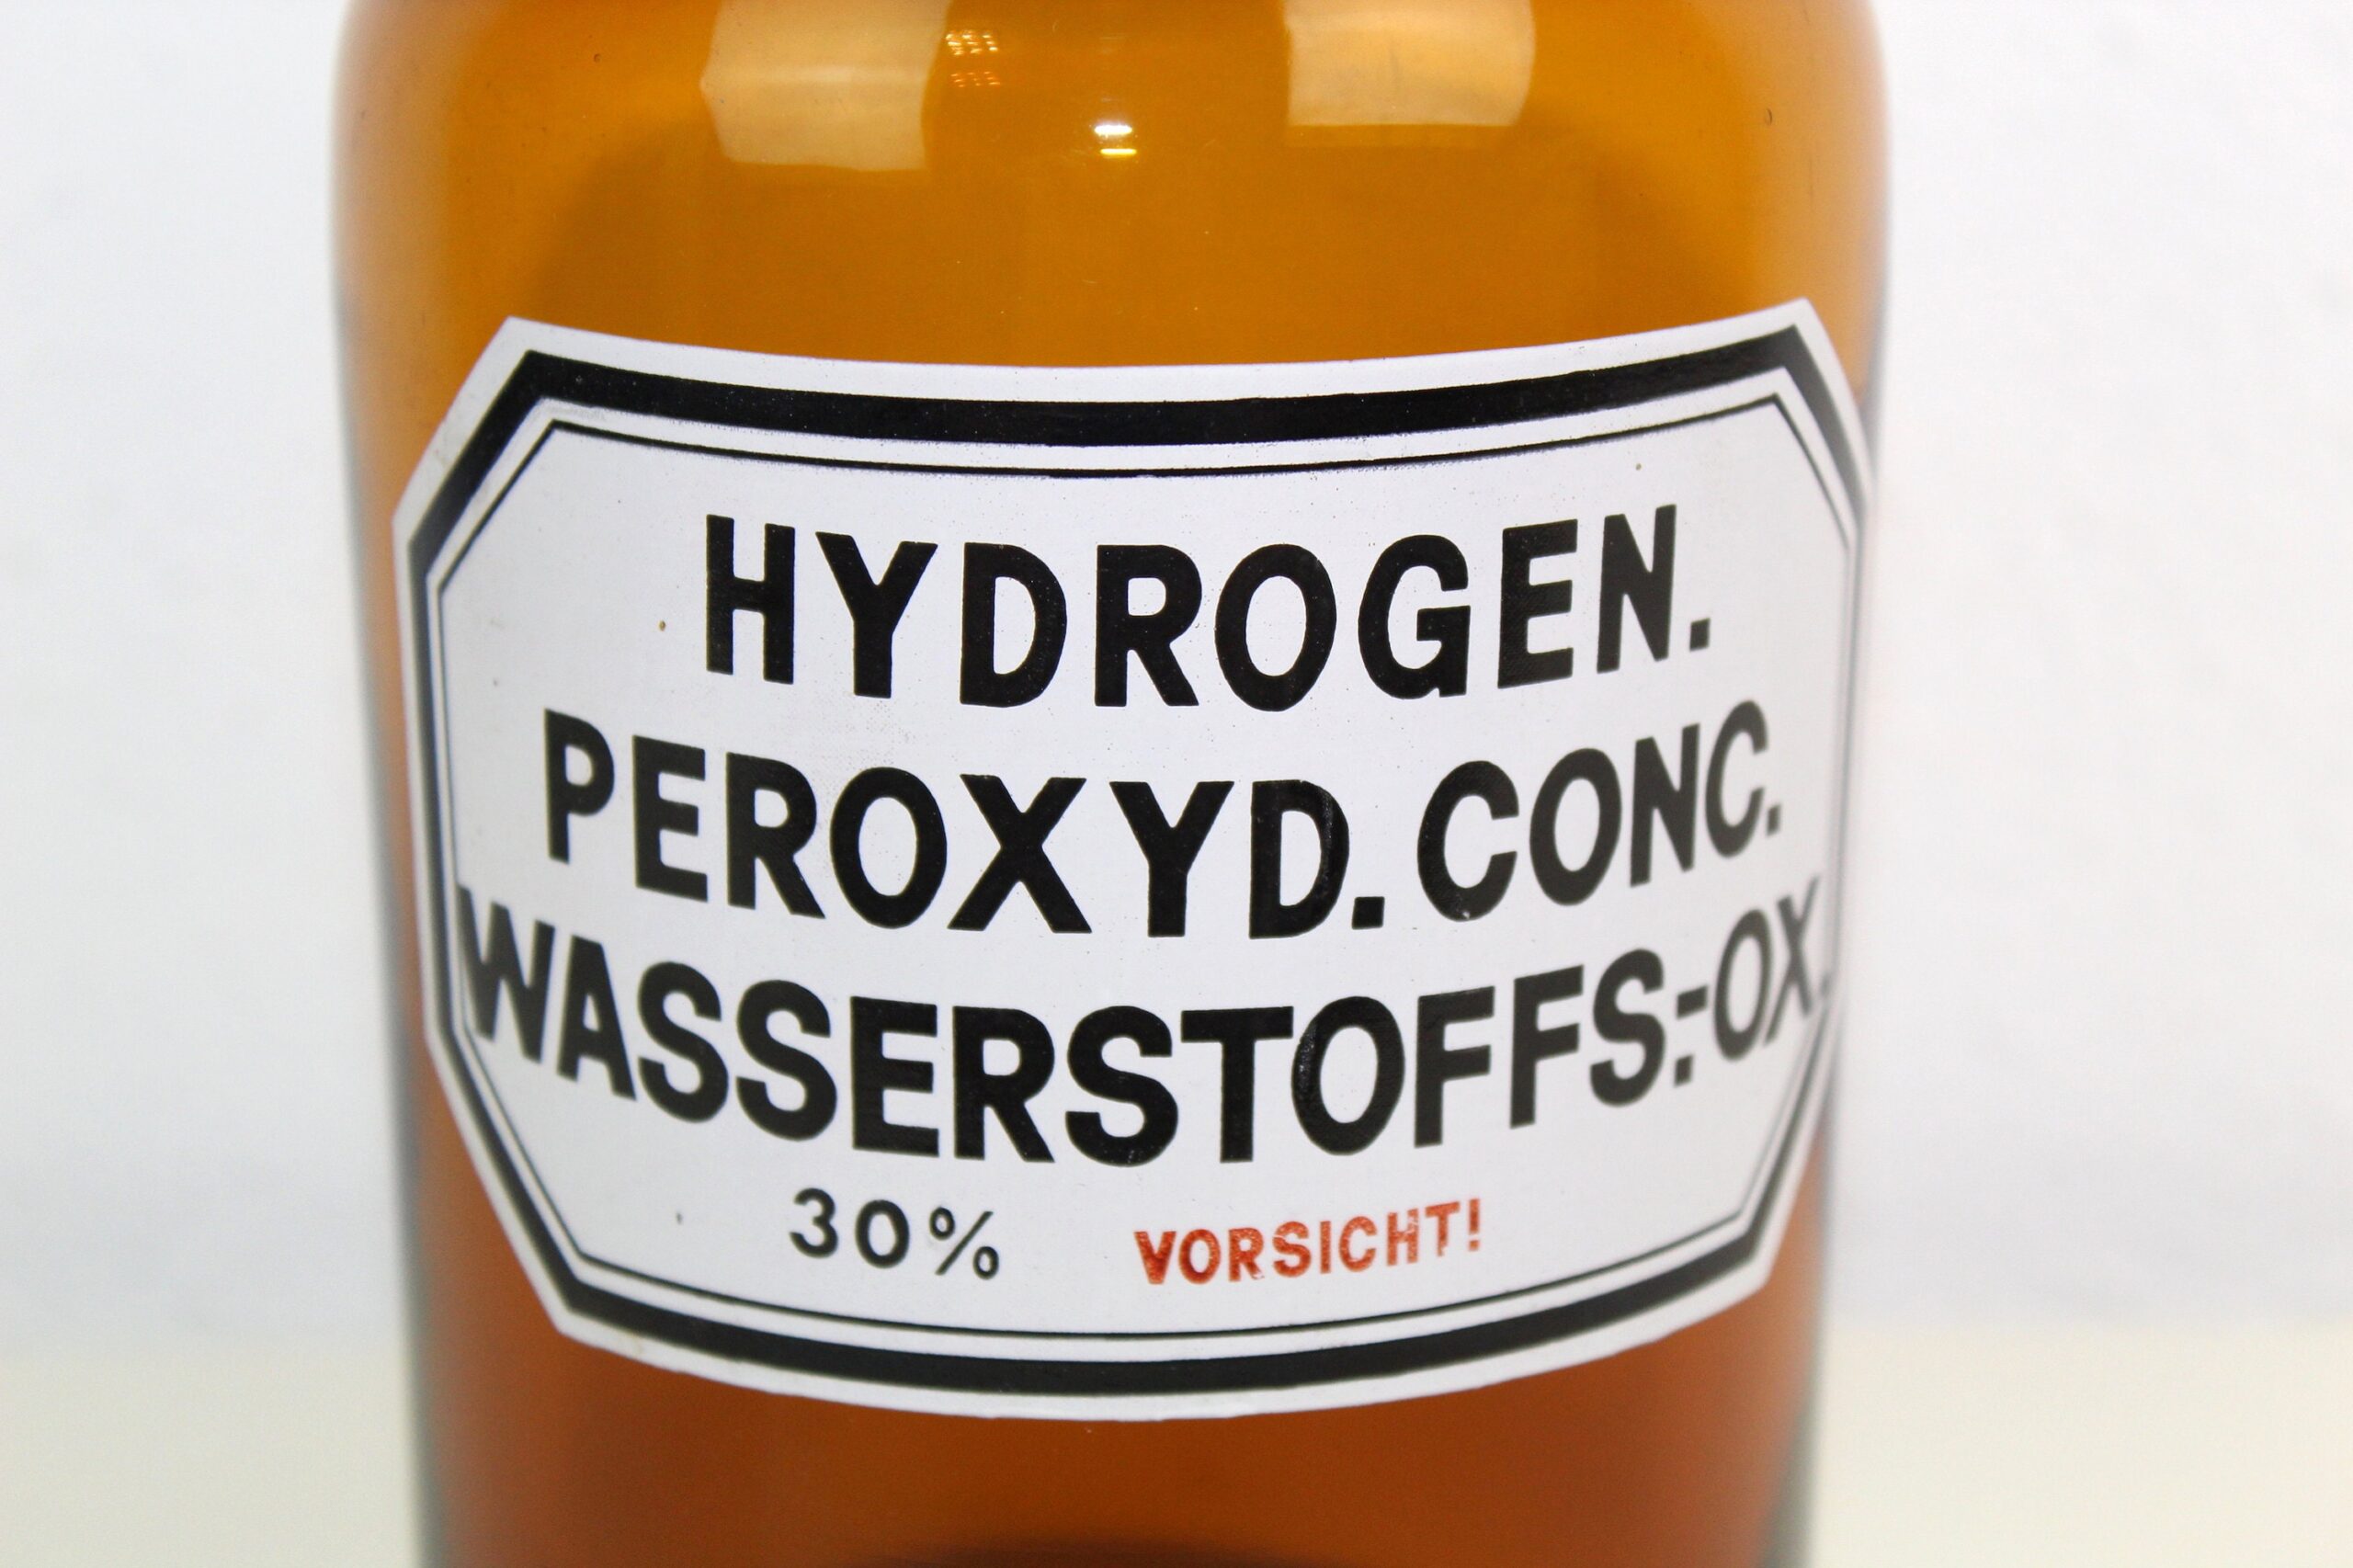 HYDROGEN.
PEROXYD. CONC.
WASSERSTOFFS.-OX.
30% VORSICHT!